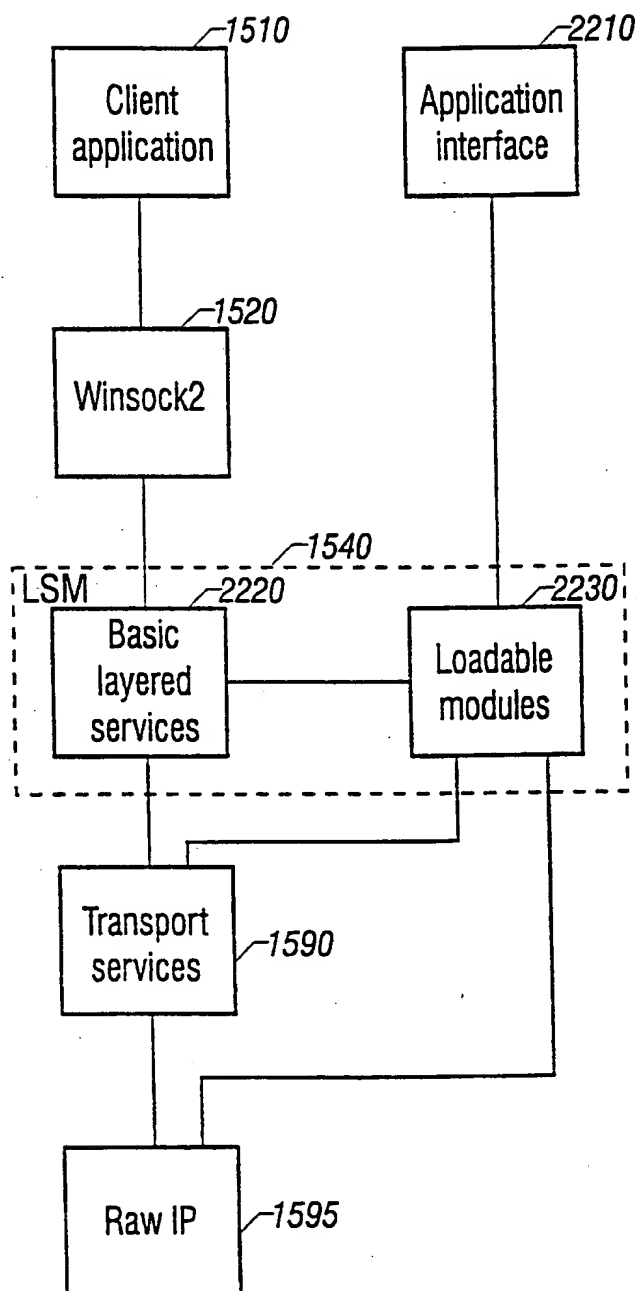 1510
Client
application
2210
Application
interface
1520
Winsock2
1540
LSM
2220
Basic
layered
services
2230
Loadable
modules
Transport
services
1590
Raw IP
1595